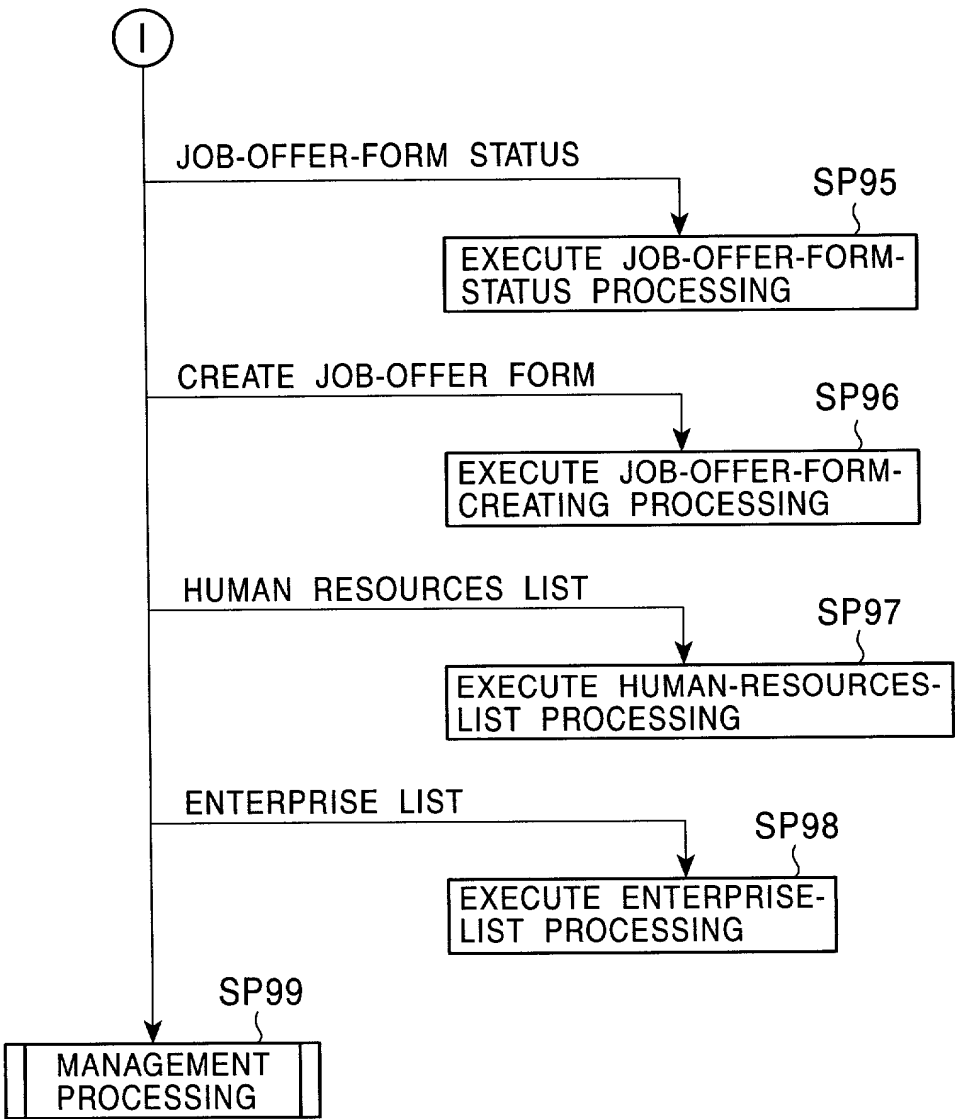 I
JOB-OFFER-FORM STATUS
SP95
EXECUTE JOB-OFFER-FORM-
STATUS PROCESSING
CREATE JOB-OFFER FORM
SP96
EXECUTE JOB-OFFER-FORM-
CREATING PROCESSING
HUMAN RESOURCES LIST
SP97
EXECUTE HUMAN-RESOURCES-
LIST PROCESSING
ENTERPRISE LIST
SP98
EXECUTE ENTERPRISE-
LIST PROCESSING
SP99
MANAGEMENT
PROCESSING